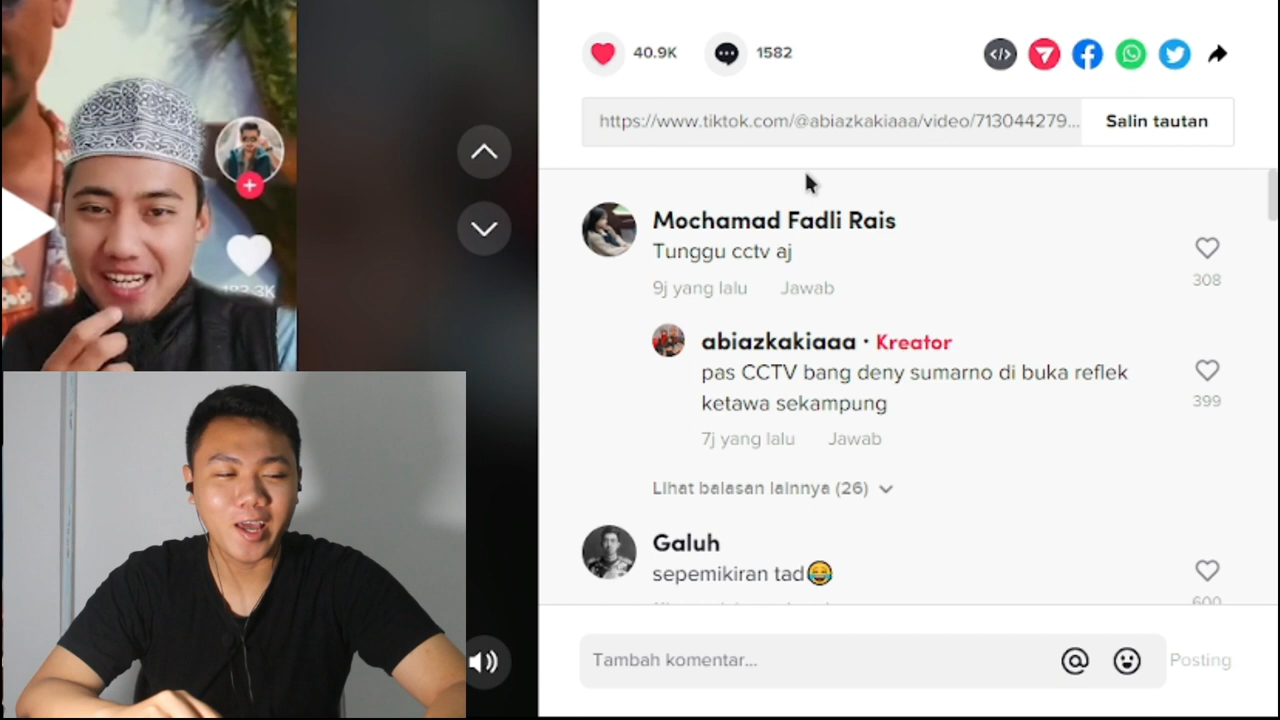 40.9K
1582
https://www.tiktok.com/@abiazkakiaaa/video/713044279...
Salin tautan
Mochamad Fadli Rais
Tunggu cctv aj
308
9j yang lalu Jawab
abiazkakiaaa · Kreator
pas CCTV bang deny sumarno di buka reflek
ketawa sekampung
399
7j yang lalu Jawab
Lihat balasan lainnya (26)
Galuh
sepemikiran tad😂
Tambah komentar...
Posting